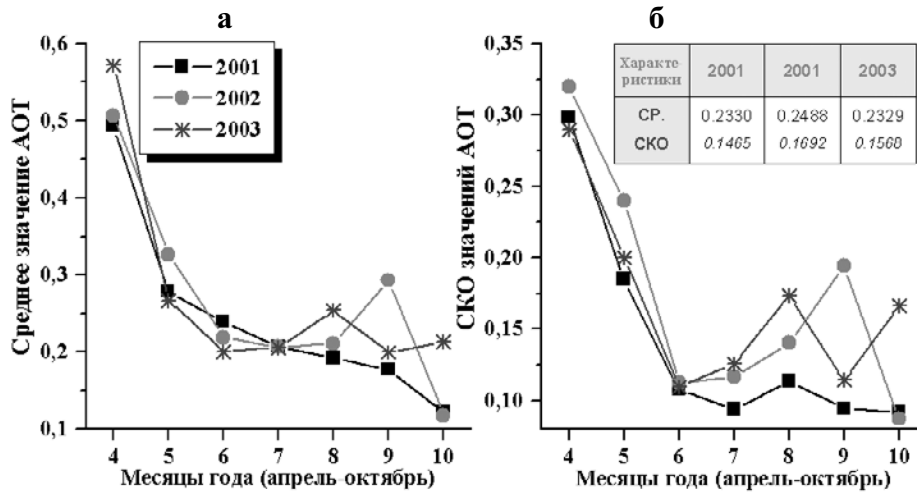 а
Среднее значение АОТ
0,6
0,5
0,4
0,3
0,2
0,1
2001
2002
2003
4 5 6 7 8 9 10
Месяцы года (апрель-октябрь)
б
СКО значений АОТ
0,35
0,30
0,25
0,20
0,15
0,10
Характе-
ристики 2001 2001 2003
СР. 0.2330 0.2488 0.2329
СКО 0.1465 0.1692 0.1568
4 5 6 7 8 9 10
Месяцы года (апрель-октябрь)